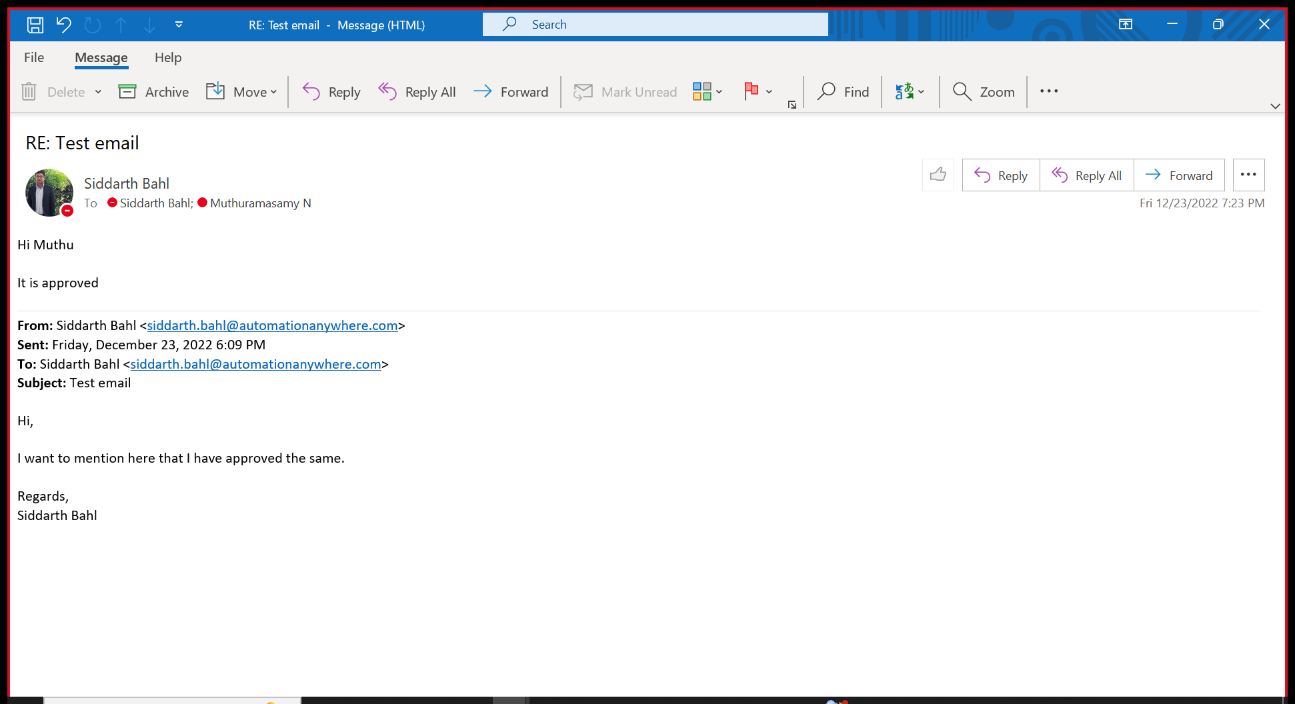 RE: Test email - Message (HTML)
Search
File Message Help
Delete Archive Move Reply Reply All Forward Mark Unread Find Zoom
RE: Test email
Siddarth Bahl
To Siddarth Bahl; Muthuramasamy N
Reply Reply All Forward
Fri 12/23/2022 7:23 PM
Hi Muthu
It is approved
From: Siddarth Bahl <siddarth.bahl@automationanywhere.com>
Sent: Friday, December 23, 2022 6:09 PM
To: Siddarth Bahl <siddarth.bahl@automationanywhere.com>
Subject: Test email
Hi,
I want to mention here that I have approved the same.
Regards,
Siddarth Bahl